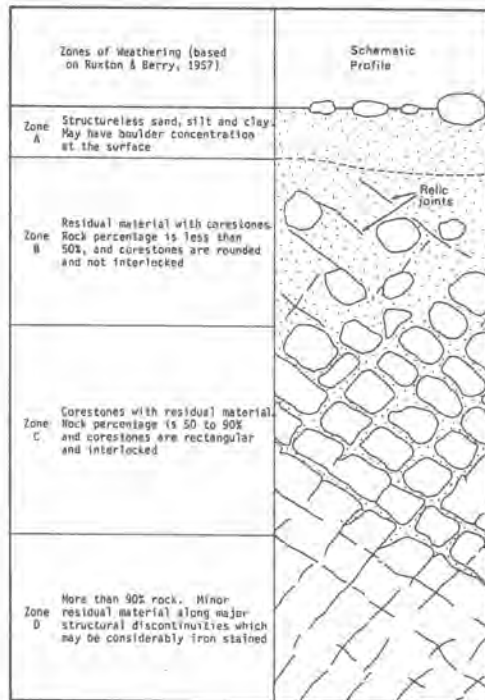 Zones of Weathering (based
on Ruxton & Berry, 1957)
Schematic
Profile
Zone
A
Structureless sand, silt and clay.
May have boulder concentration
at the surface
Relic
joints
Zone
B
Residual material with corestones
Rock percentage is less than
50%, and corestones are rounded
and not interlocked
Zone
C
Corestones with residual material
Rock percentage is 50 to 90%
and corestones are rectangular
and interlocked
Zone
D
More than 90% rock. Minor
residual material along major
structural discontinuities which
may be considerably iron stained